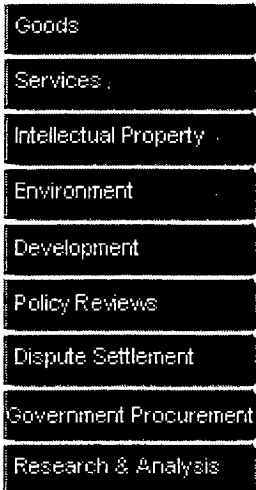 Goods
Services
Intellectual Property
Environment
Development
Policy Reviews
Dispute Settlement
Government Procurement
Research & Analysis